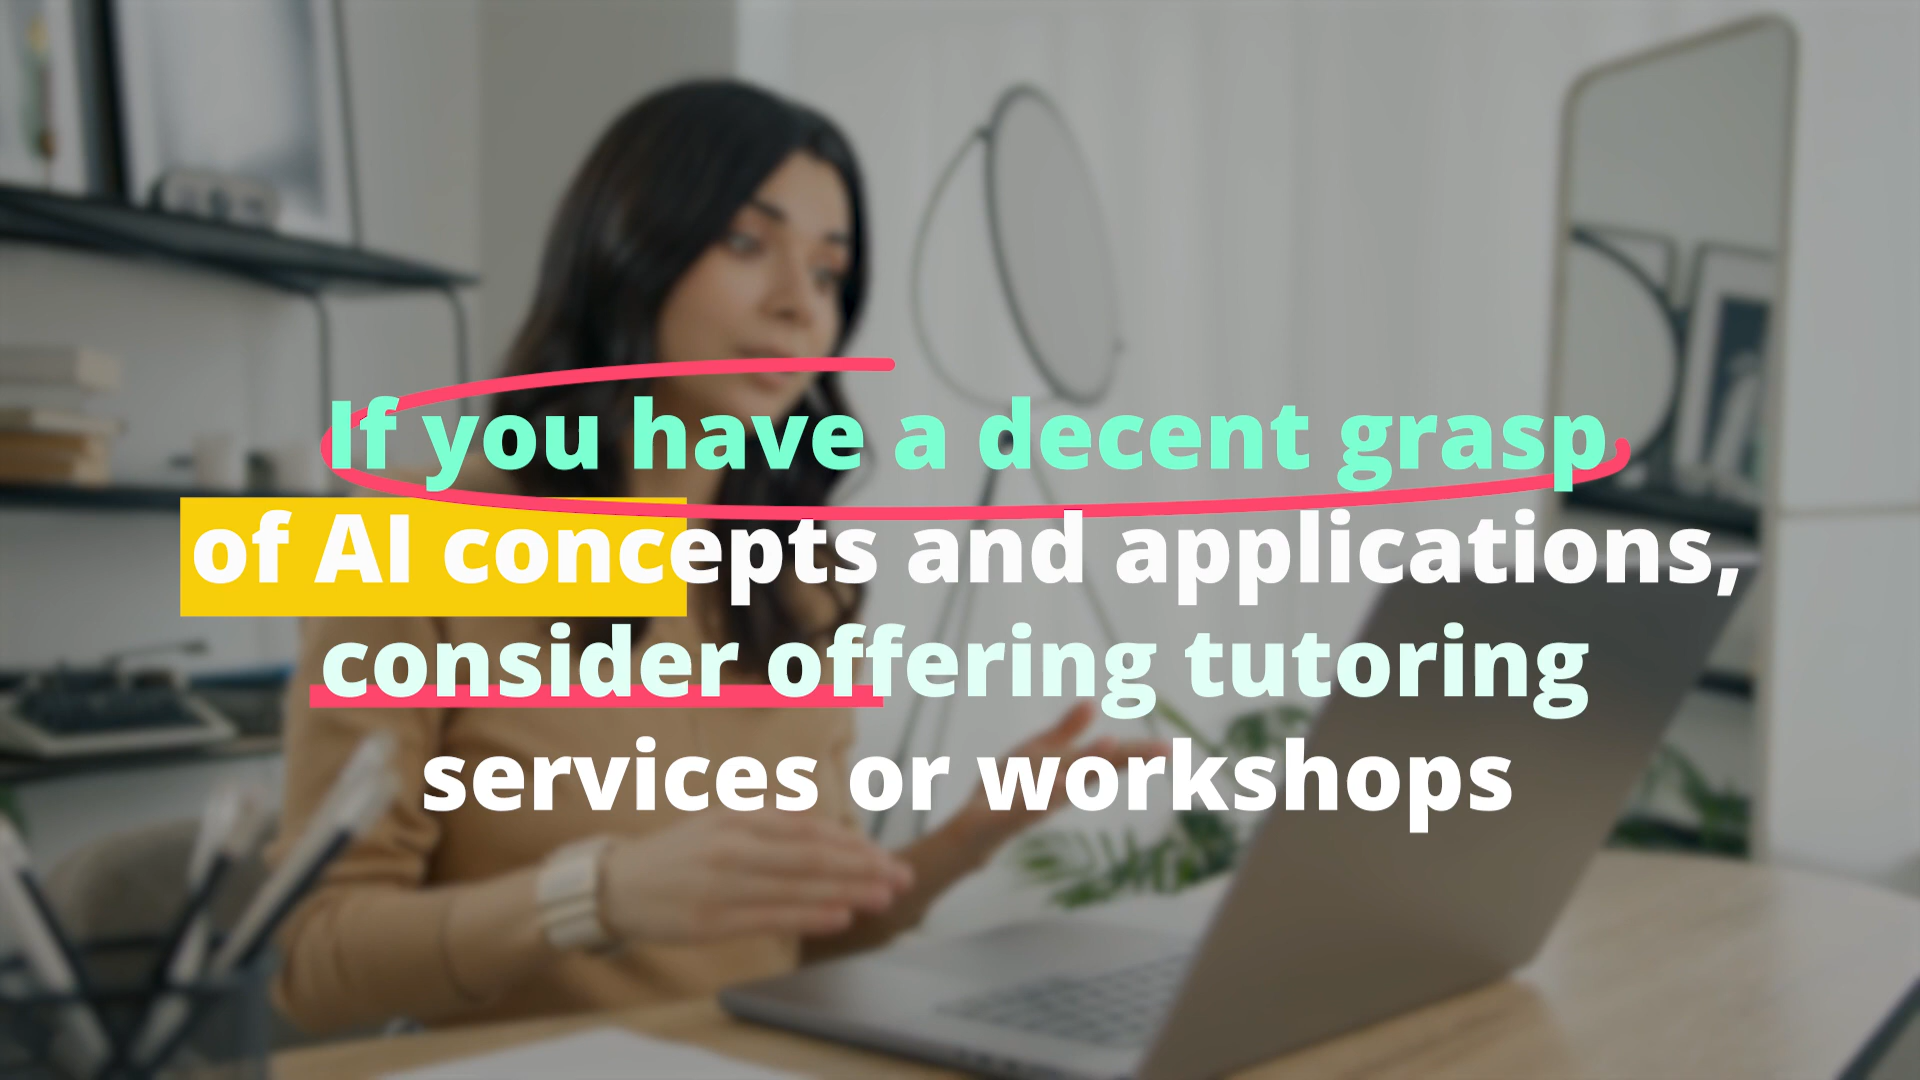 If you have a decent grasp
of AI concepts and applications,
consider offering tutoring
services or workshops